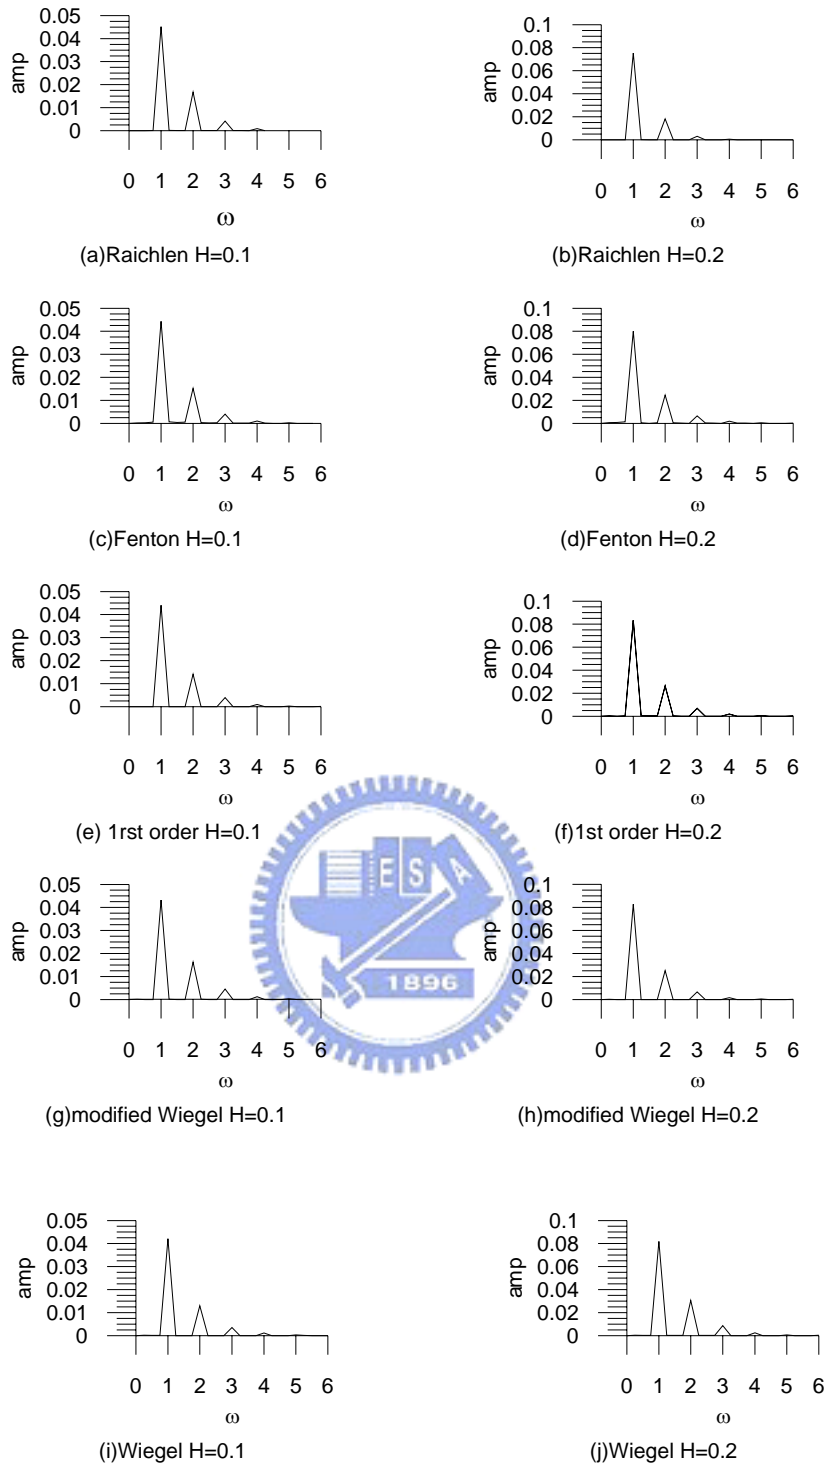 0.05
0.04
0.03
0.02
0.01
0
amp
0 1 2 3 4 5 6
ω
(a)Raichlen H=0.1
0.1
0.08
0.06
0.04
0.02
0
amp
0 1 2 3 4 5 6
ω
(b)Raichlen H=0.2
0.05
0.04
0.03
0.02
0.01
0
amp
0 1 2 3 4 5 6
ω
(c)Fenton H=0.1
0.1
0.08
0.06
0.04
0.02
0
amp
0 1 2 3 4 5 6
ω
(d)Fenton H=0.2
0.05
0.04
0.03
0.02
0.01
0
amp
0 1 2 3 4 5 6
ω
(e) 1rst order H=0.1
0.1
0.08
0.06
0.04
0.02
0
amp
0 1 2 3 4 5 6
ω
(f)1st order H=0.2
E S A
1896
0.05
0.04
0.03
0.02
0.01
0
amp
0 1 2 3 4 5 6
ω
(g)modified Wiegel H=0.1
0.1
0.08
0.06
0.04
0.02
0
amp
0 1 2 3 4 5 6
ω
(h)modified Wiegel H=0.2
0.05
0.04
0.03
0.02
0.01
0
amp
0 1 2 3 4 5 6
ω
(i)Wiegel H=0.1
0.1
0.08
0.06
0.04
0.02
0
amp
0 1 2 3 4 5 6
ω
(j)Wiegel H=0.2